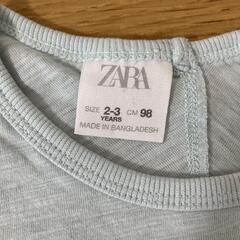 ZARA
SIZE 2-3 YEARS CM 98
MADE IN BANGLADESH